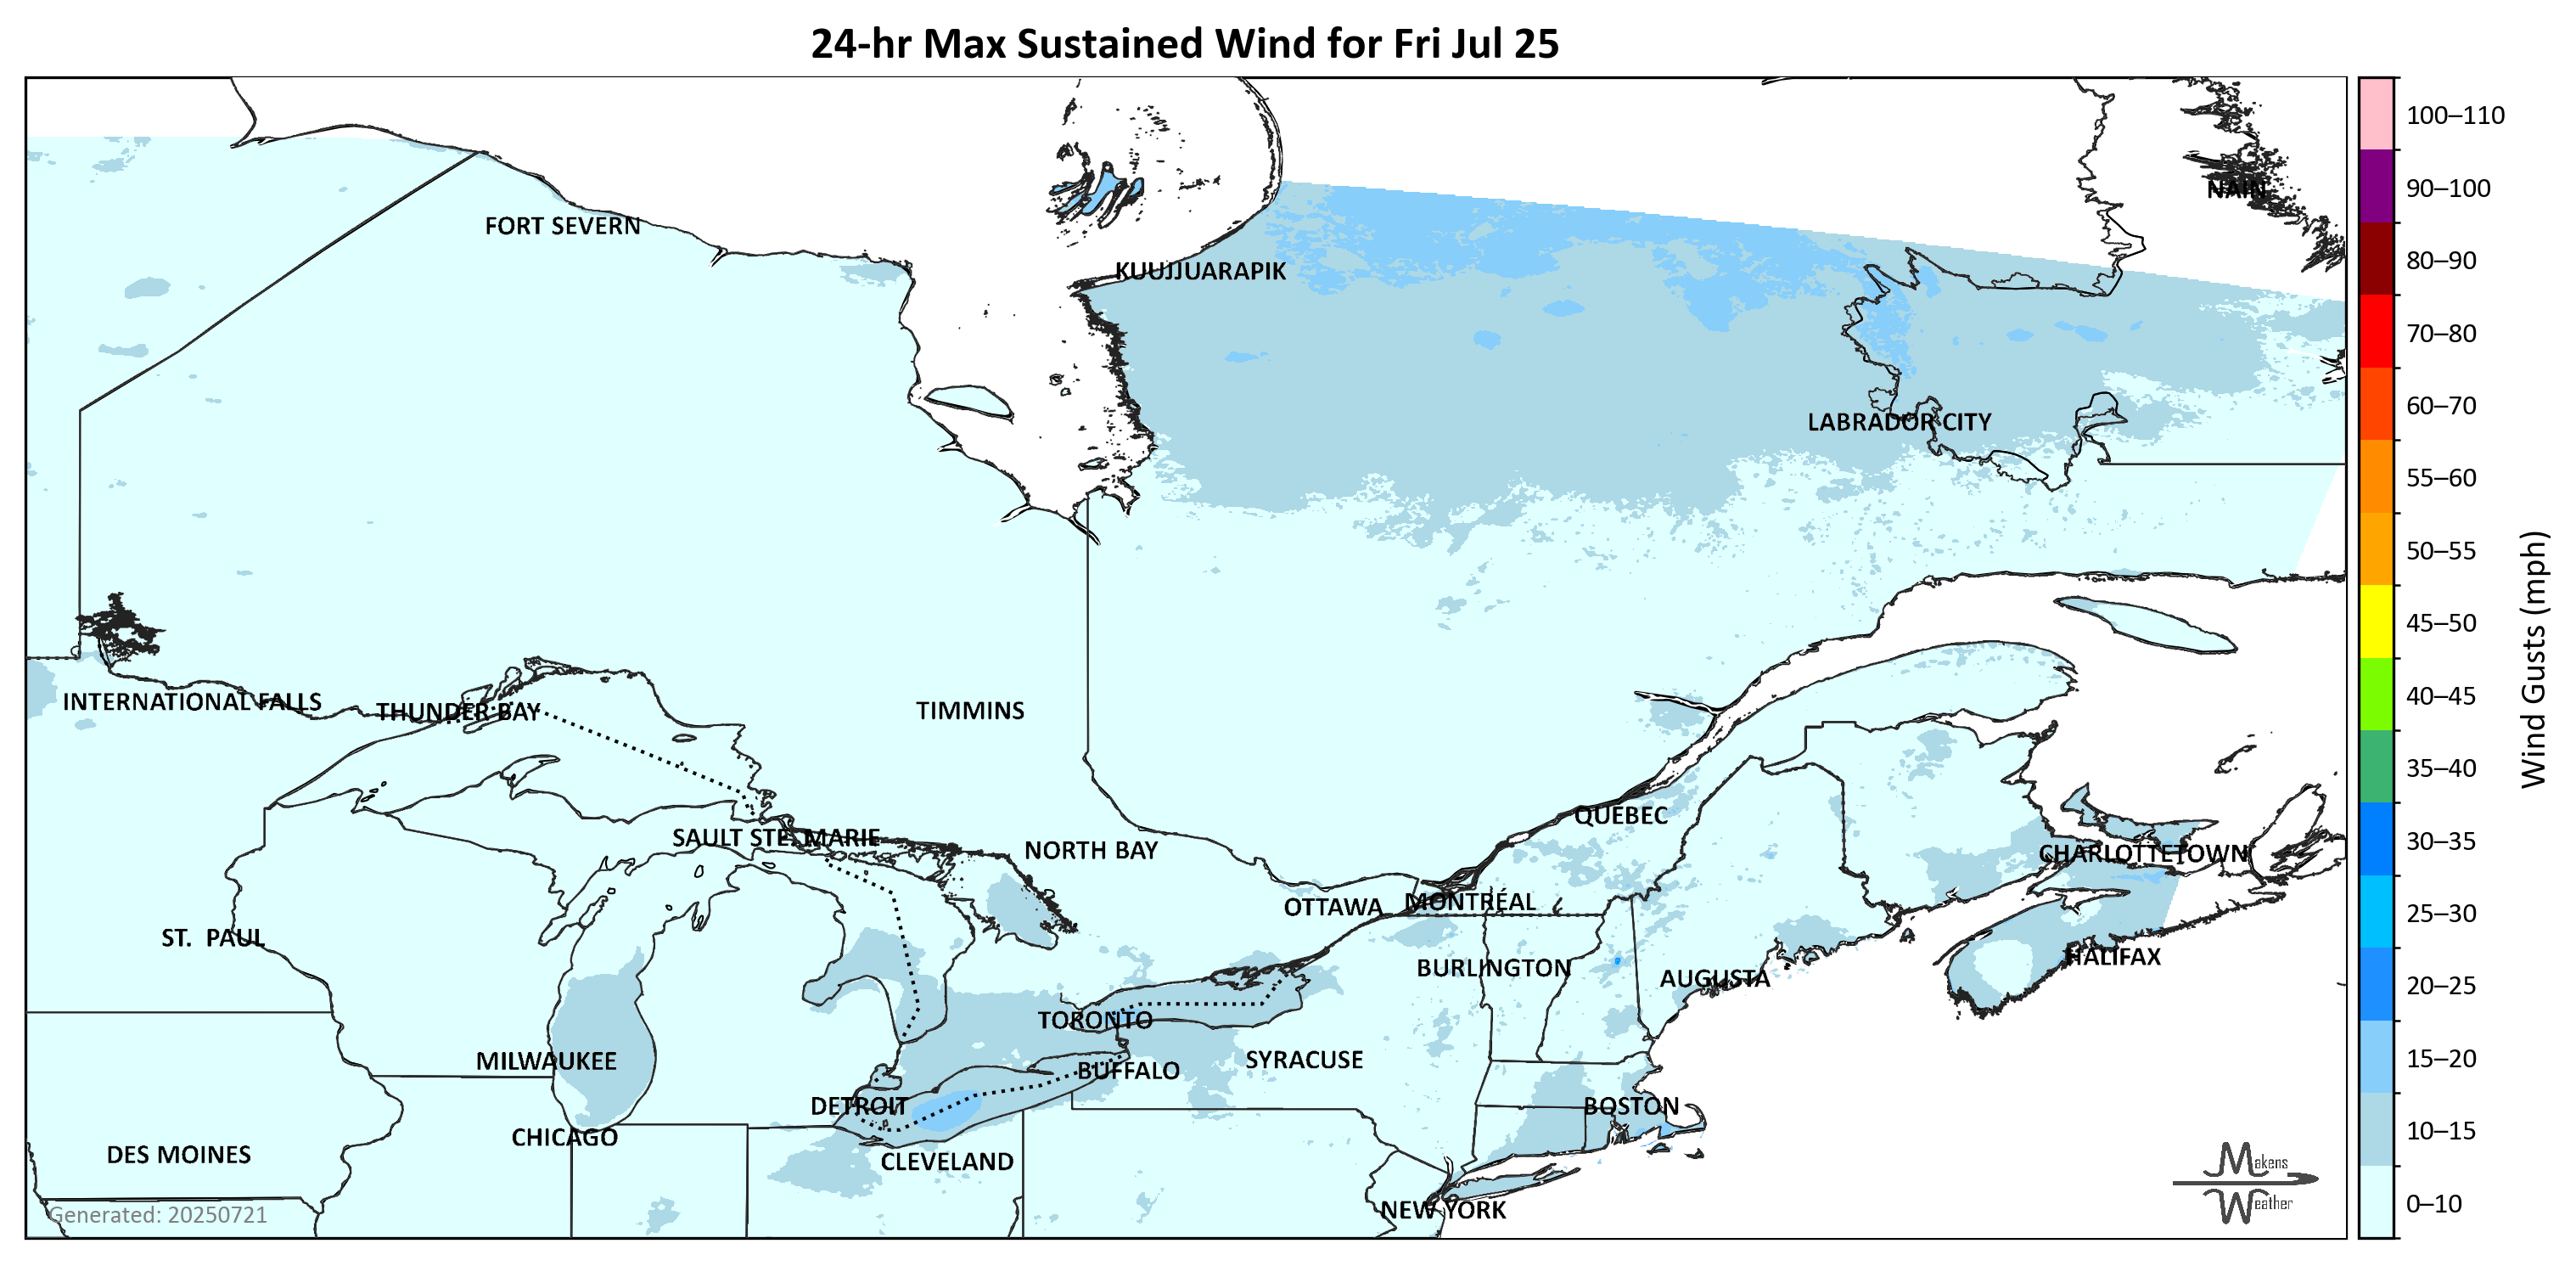 24-hr Max Sustained Wind for Fri Jul 25
100–110
90–100
NAIN
FORT SEVERN
80–90
KUUJJUARAPIK
70–80
60–70
LABRADOR CITY
55–60
50–55
45–50
Wind Gusts (mph)
40–45
INTERNATIONAL FALLS
THUNDER BAY
TIMMINS
35–40
QUÉBEC
30–35
SAULT STE. MARIE
NORTH BAY
CHARLOTTETOWN
OTTAWA
MONTRÉAL
25–30
ST. PAUL
HALIFAX
BURLINGTON
AUGUSTA
20–25
TORONTO
MILWAUKEE
SYRACUSE
15–20
BUFFALO
DETROIT
BOSTON
10–15
CHICAGO
DES MOINES
CLEVELAND
Makens
Weather
0–10
NEW YORK
Generated: 20250721